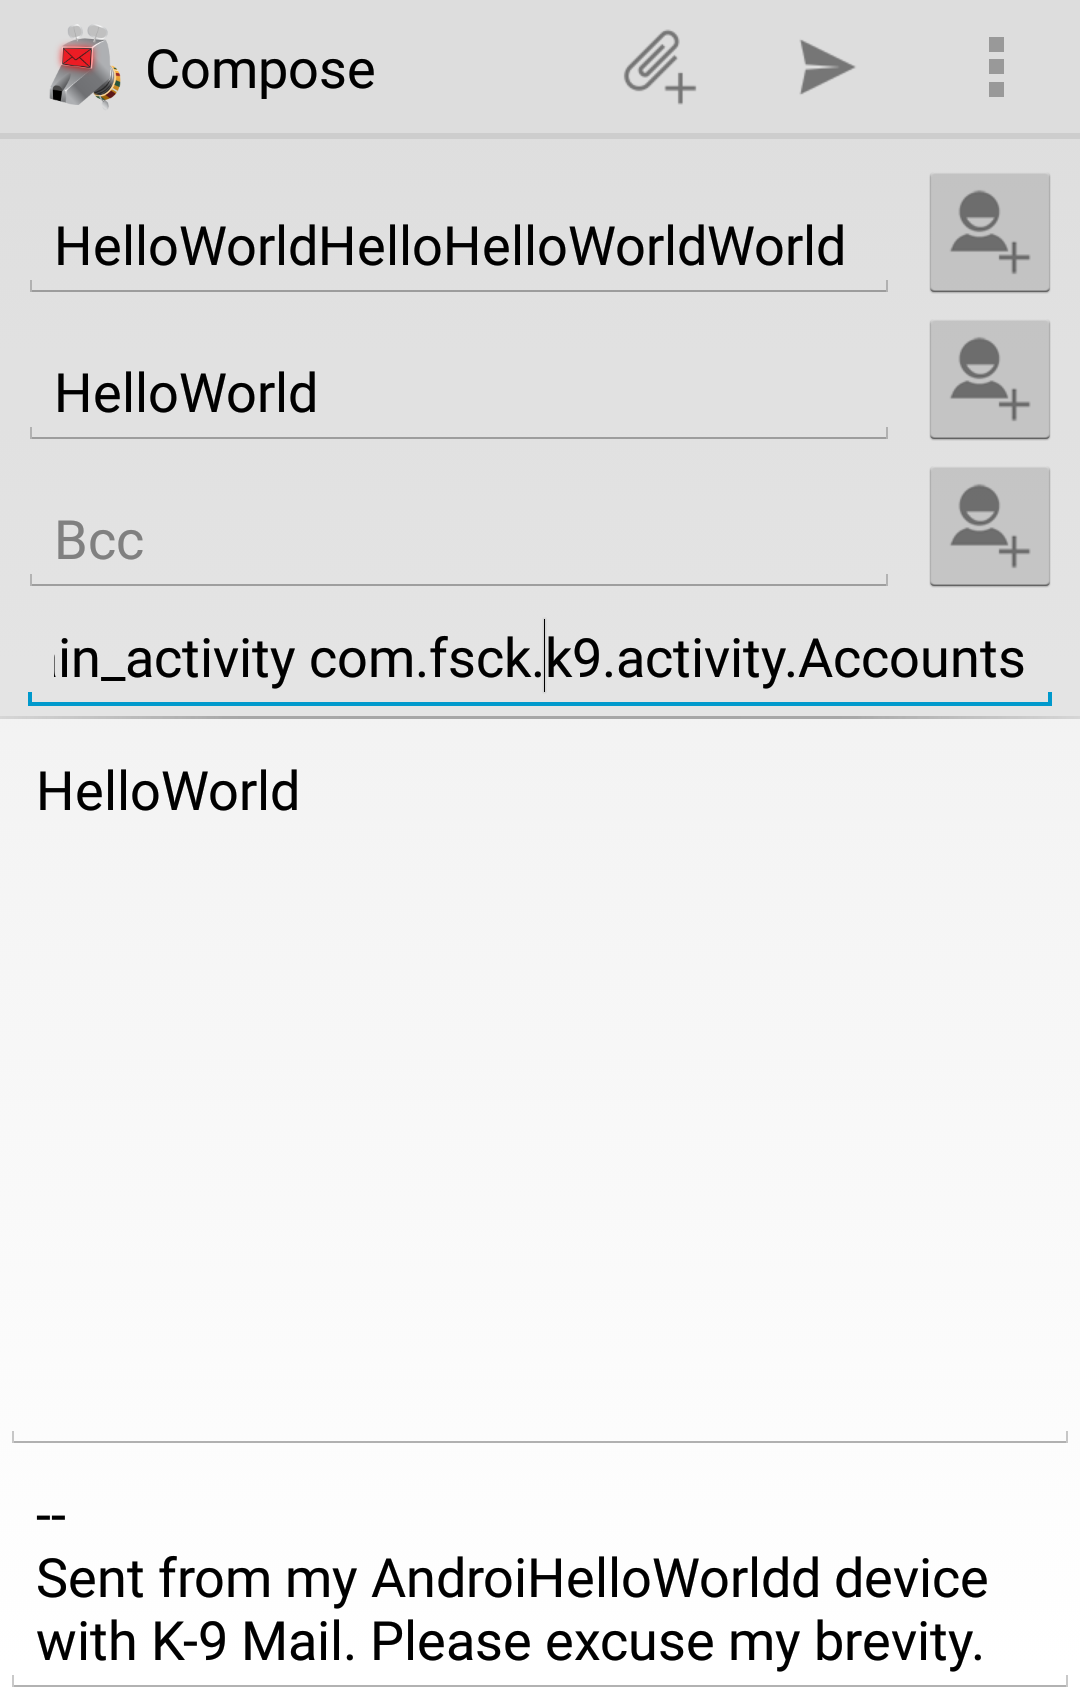 Compose
HelloWorldHelloHelloWorldWorld
HelloWorld
Bcc
in_activity com.fsck.k9.activity.Accounts
HelloWorld
--
Sent from my AndroiHelloWorldd device
with K-9 Mail. Please excuse my brevity.